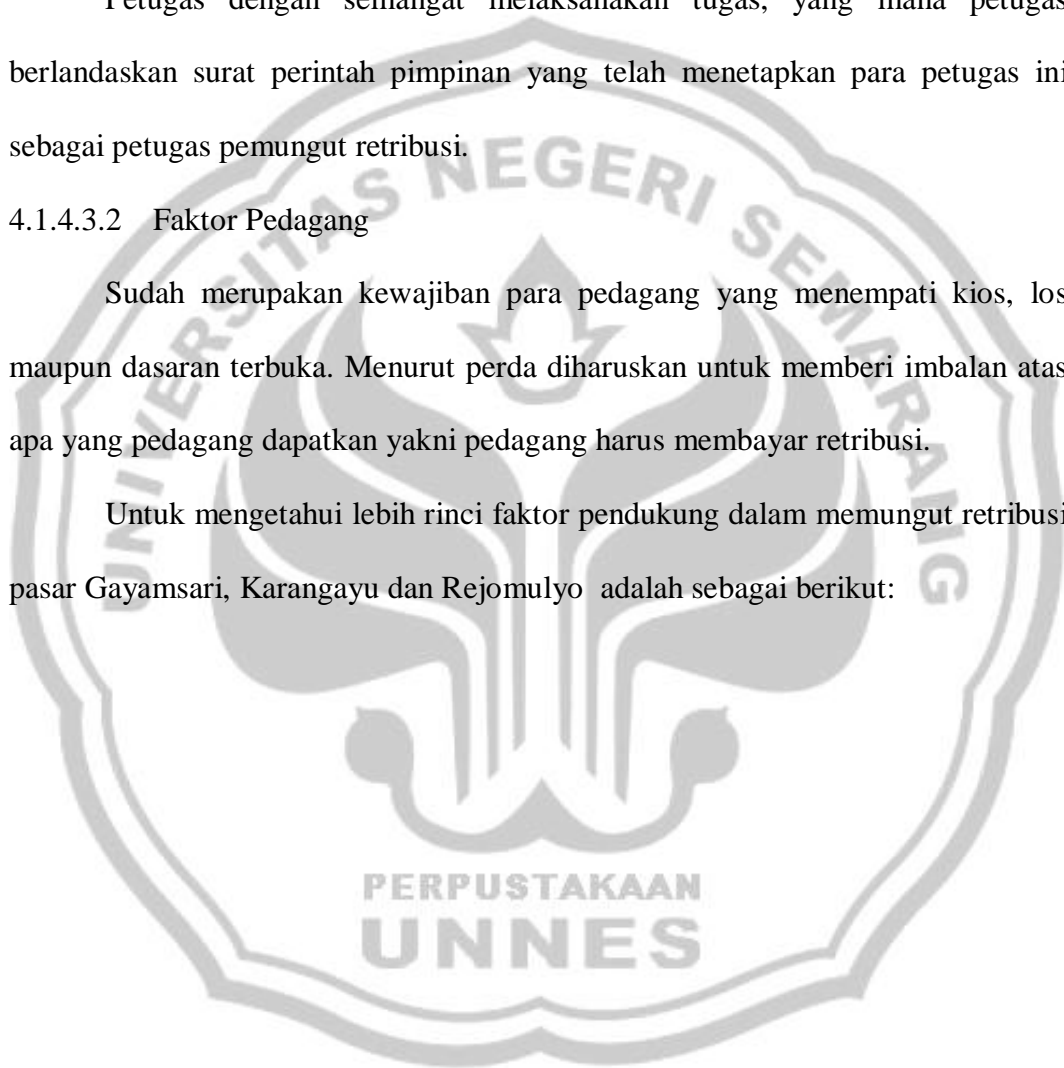 Petugas dengan semangat melaksanakan tugas, yang mana petugas
berlandaskan surat perintah pimpinan yang telah menetapkan para petugas ini
sebagai petugas pemungut retribusi.
4.1.4.3.2 Faktor Pedagang
Sudah merupakan kewajiban para pedagang yang menempati kios, los
maupun dasaran terbuka. Menurut perda diharuskan untuk memberi imbalan atas
apa yang pedagang dapatkan yakni pedagang harus membayar retribusi.
Untuk mengetahui lebih rinci faktor pendukung dalam memungut retribusi
pasar Gayamsari, Karangayu dan Rejomulyo adalah sebagai berikut:
UNIVERSITAS NEGERI SEMARANG
PERPUSTAKAAN
UNNES